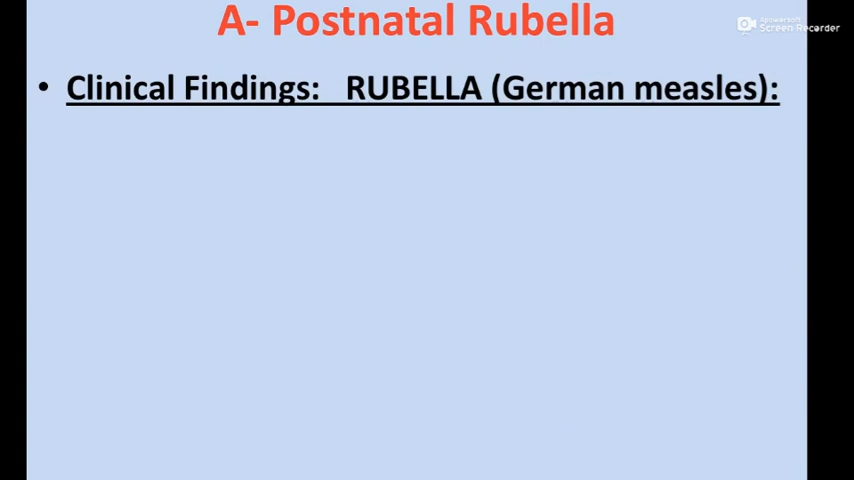 A- Postnatal Rubella
Apowersoft
Screen Recorder
• Clinical Findings: RUBELLA (German measles):